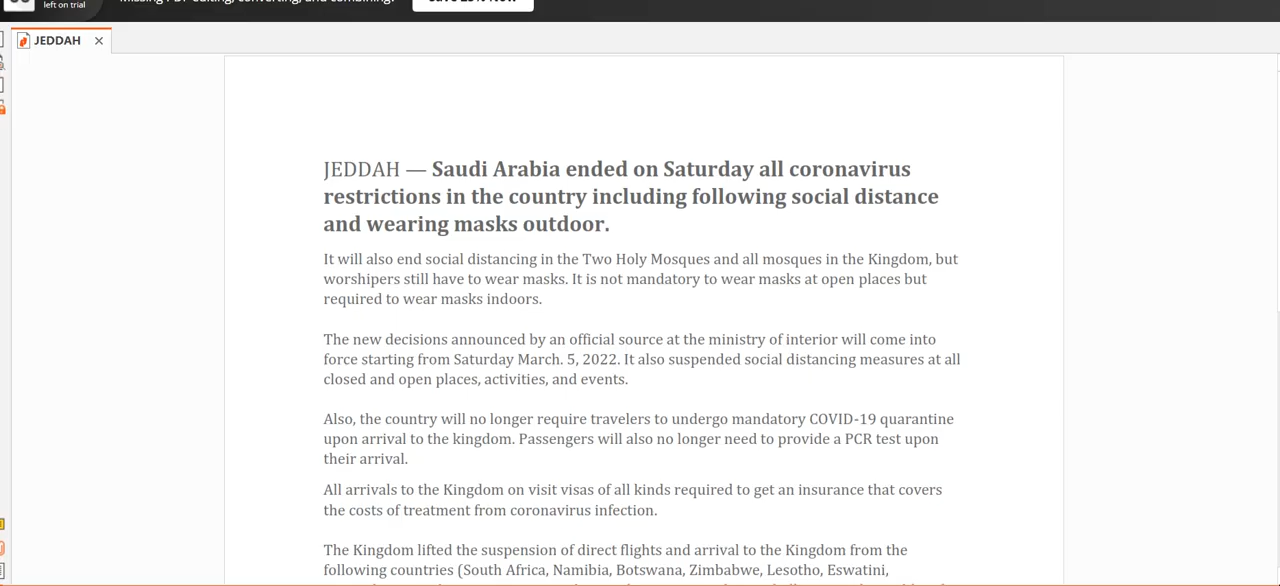 left on trial
JEDDAH
JEDDAH — Saudi Arabia ended on Saturday all coronavirus
restrictions in the country including following social distance
and wearing masks outdoor.
It will also end social distancing in the Two Holy Mosques and all mosques in the Kingdom, but
worshipers still have to wear masks. It is not mandatory to wear masks at open places but
required to wear masks indoors.
The new decisions announced by an official source at the ministry of interior will come into
force starting from Saturday March. 5, 2022. It also suspended social distancing measures at all
closed and open places, activities, and events.
Also, the country will no longer require travelers to undergo mandatory COVID-19 quarantine
upon arrival to the kingdom. Passengers will also no longer need to provide a PCR test upon
their arrival.
All arrivals to the Kingdom on visit visas of all kinds required to get an insurance that covers
the costs of treatment from coronavirus infection.
The Kingdom lifted the suspension of direct flights and arrival to the Kingdom from the
following countries (South Africa, Namibia, Botswana, Zimbabwe, Lesotho, Eswatini,